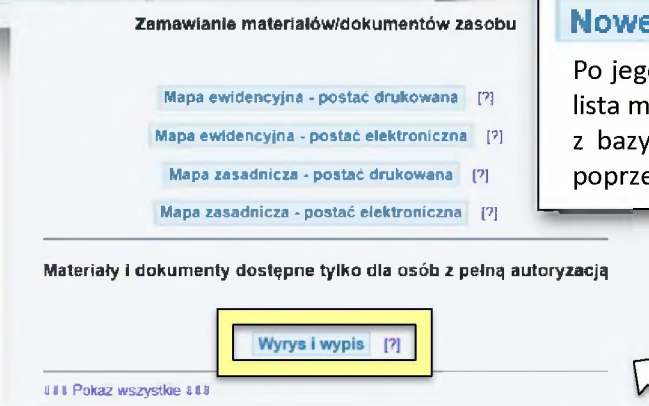 Zamawianie materiałów/dokumentów zasobu
Mapa ewidencyjna - postać drukowana [?]
Mapa ewidencyjna - postać elektroniczna [?]
Mapa zasadnicza - postać drukowana [?]
Mapa zasadnicza - postać elektroniczna [?]
Materiały i dokumenty dostępne tylko dla osób z pełną autoryzacją
Wyrys i wypis [?]
Pokaż wszystkie
Nowe
Po jeg
lista m
z bazy
poprze